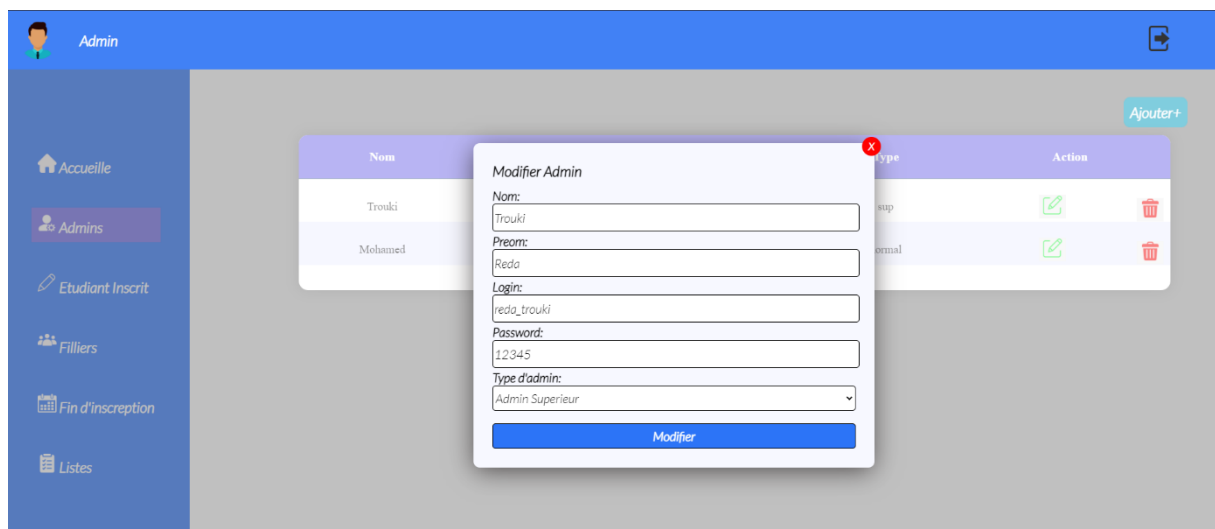 Admin
Ajouter+
Accueille
Admins
Etudiant Inscrit
Filliers
Fin d'inscreption
Listes
Nom
ype
Action
Trouki
sup
Mohamed
ormal
X
Modifier Admin
Nom:
Trouki
Preom:
Reda
Login:
reda_trouki
Password:
12345
Type d'admin:
Admin Superieur
Modifier